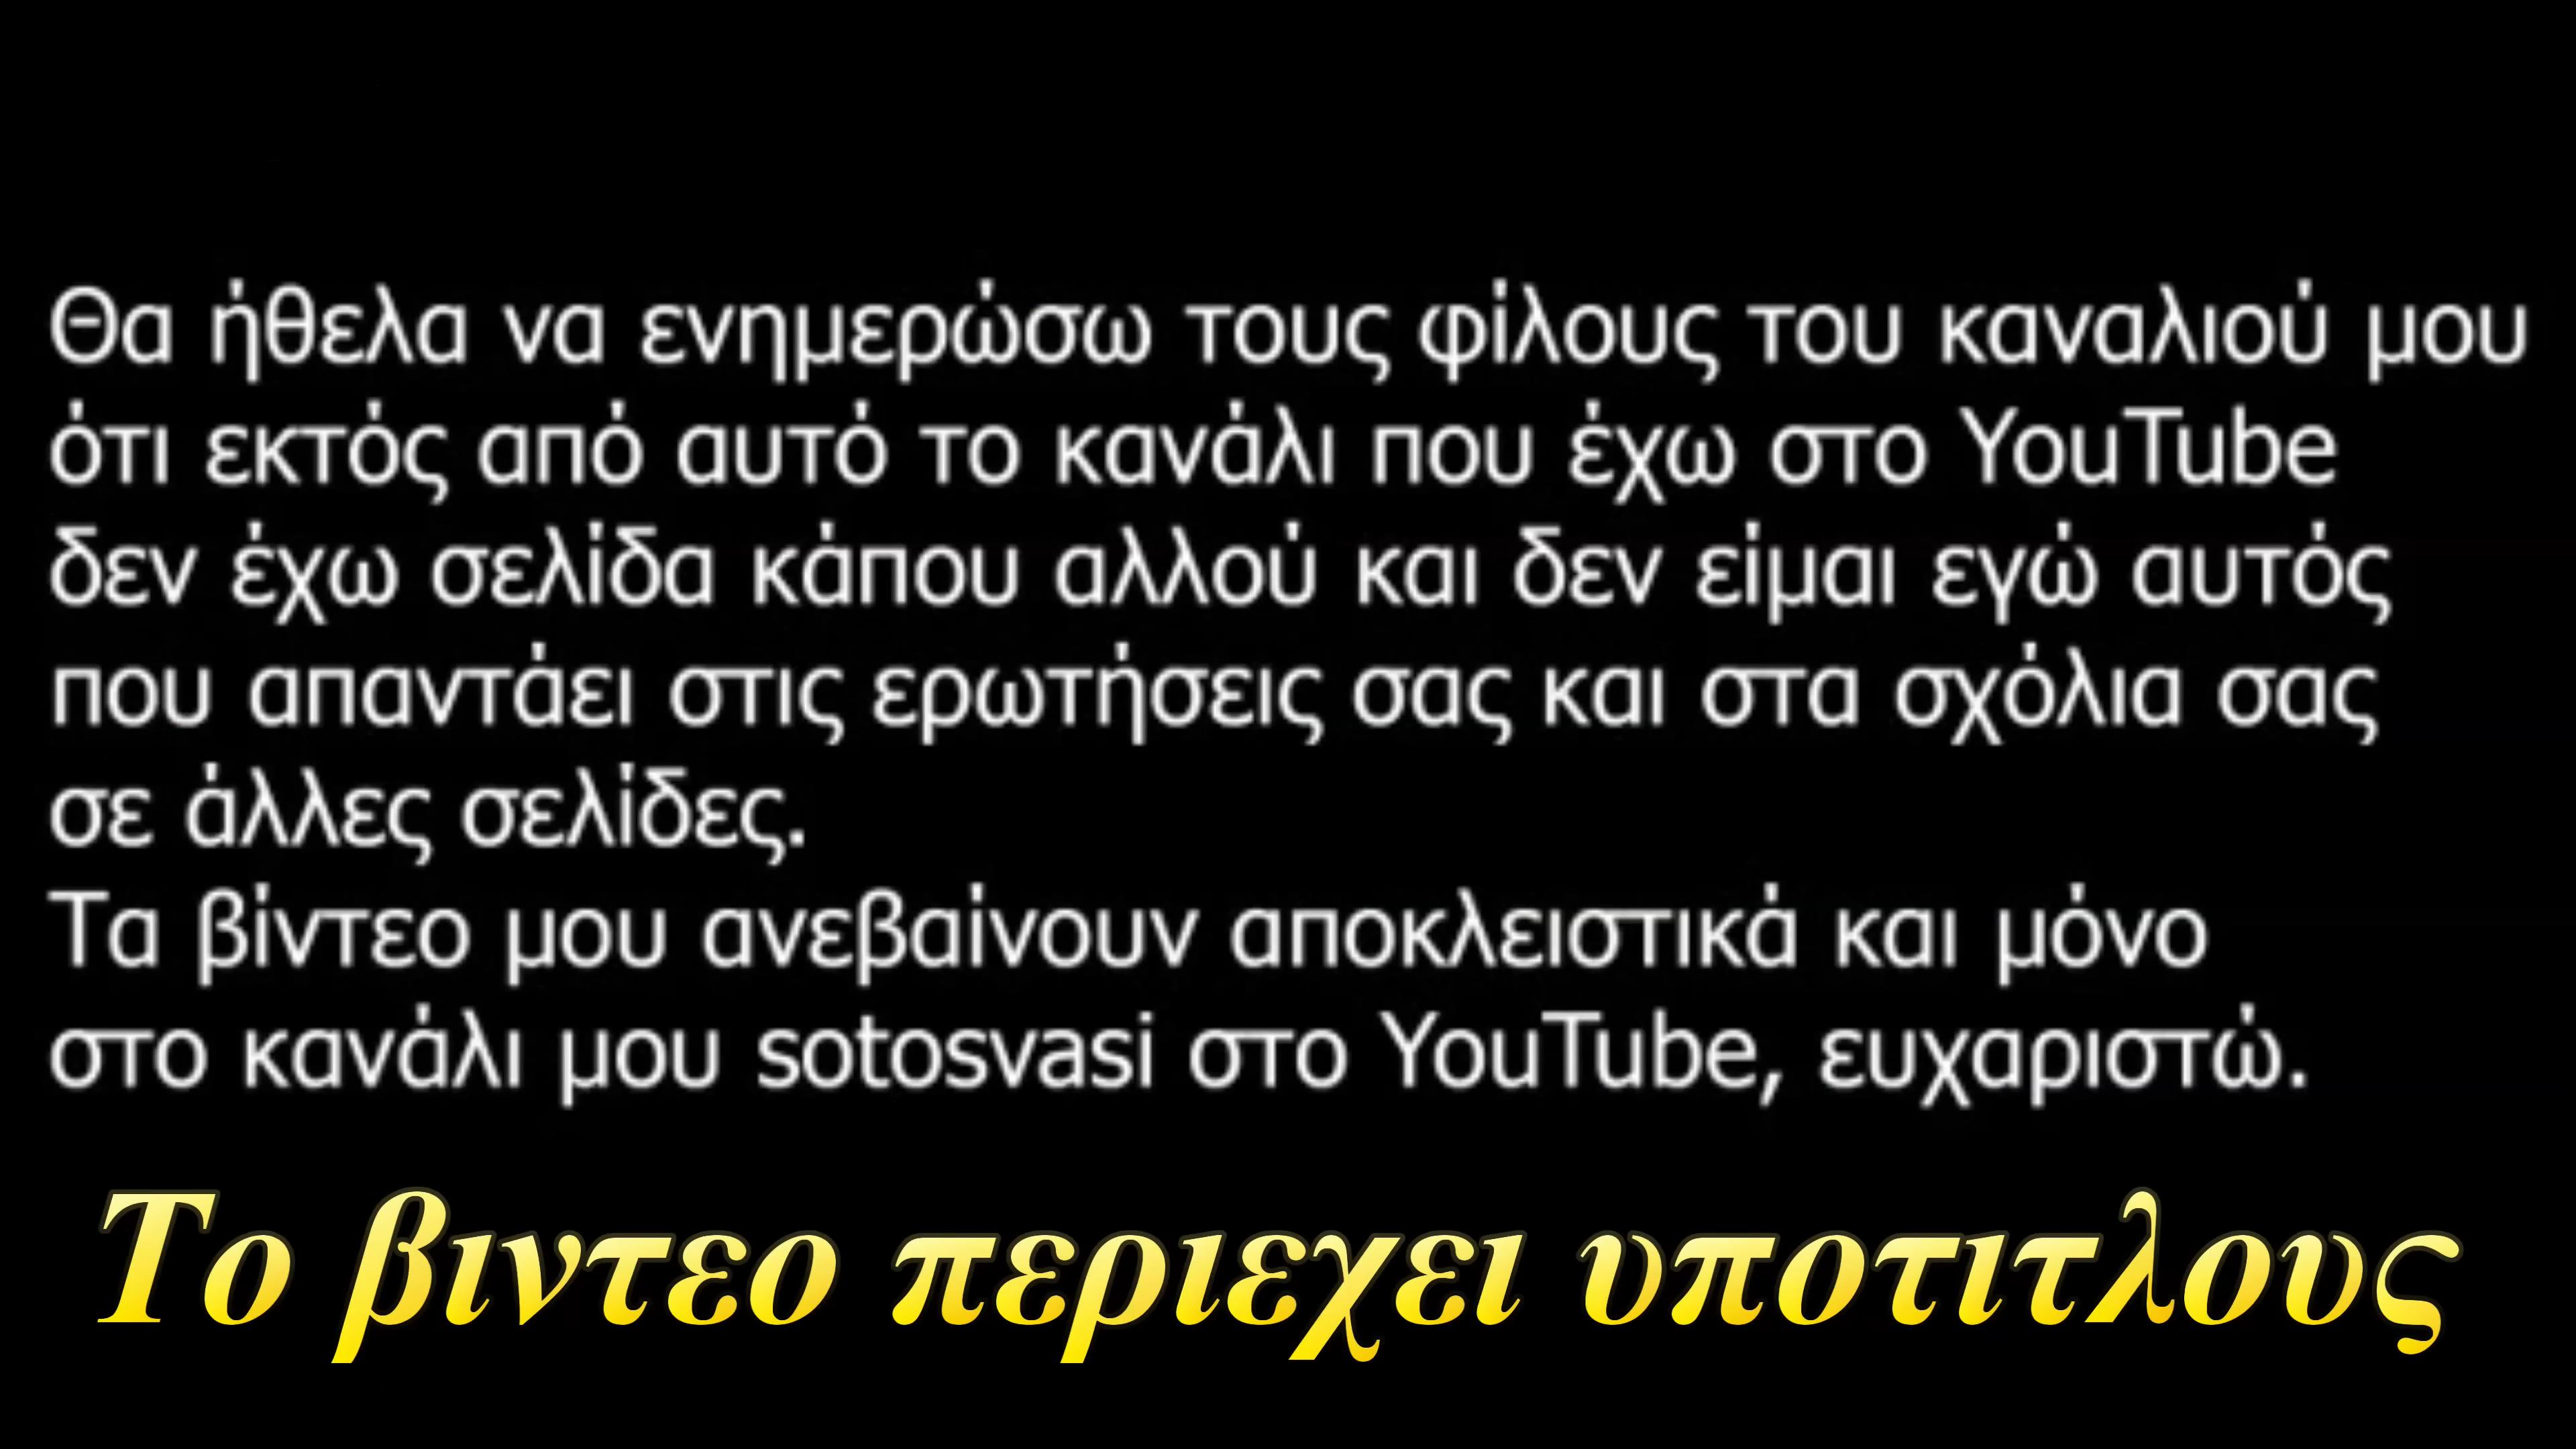 Θα ήθελα να ενημερώσω τους φίλους του καναλιού μου
ότι εκτός από αυτό το κανάλι που έχω στο YouTube
δεν έχω σελίδα κάπου αλλού και δεν είμαι εγώ αυτός
που απαντάει στις ερωτήσεις σας και στα σχόλια σας
σε άλλες σελίδες.
Τα βίντεο μου ανεβαίνουν αποκλειστικά και μόνο
στο κανάλι μου sotosvasi στο YouTube, ευχαριστώ.
Το βιντεο περιεχει υποτιτλους